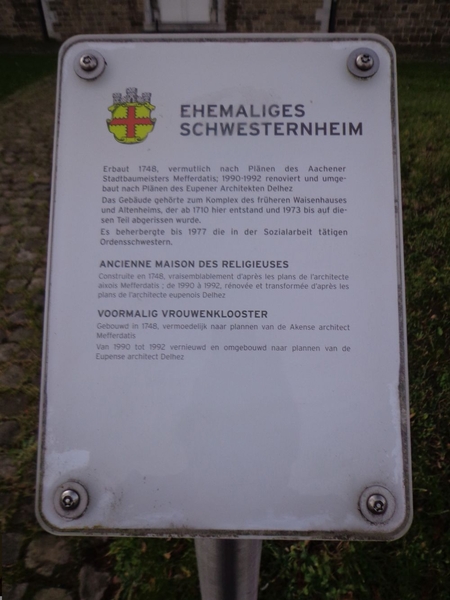 EHEMALIGES
SCHWESTERNHEIM
Erbaut 1748, vermutlich nach Plänen des Aachener
Stadtbaumeisters Mefferdatis; 1990-1992 renoviert und umge-
baut nach Plänen des Eupener Architekten Delhez
Das Gebäude gehörte zum Komplex des früheren Waisenhauses
und Altenheims, der ab 1710 hier entstand und 1973 bis auf die-
sen Teil abgerissen wurde.
Es beherbergte bis 1977 die in der Sozialarbeit tätigen
Ordensschwestern.
ANCIENNE MAISON DES RELIGIEUSES
Construite en 1748, vraisemblablement d'après les plans de l'architecte
aixois Mefferdatis ; de 1990 à 1992, rénovée et transformée d'après les
plans de l'architecte eupenois Delhez
VOORMALIG VROUWENKLOOSTER
Gebouwd in 1748, vermoedelijk naar plannen van de Akense architect
Mefferdatis
Van 1990 tot 1992 vernieuwd en omgebouwd naar plannen van de
Eupense architect Delhez